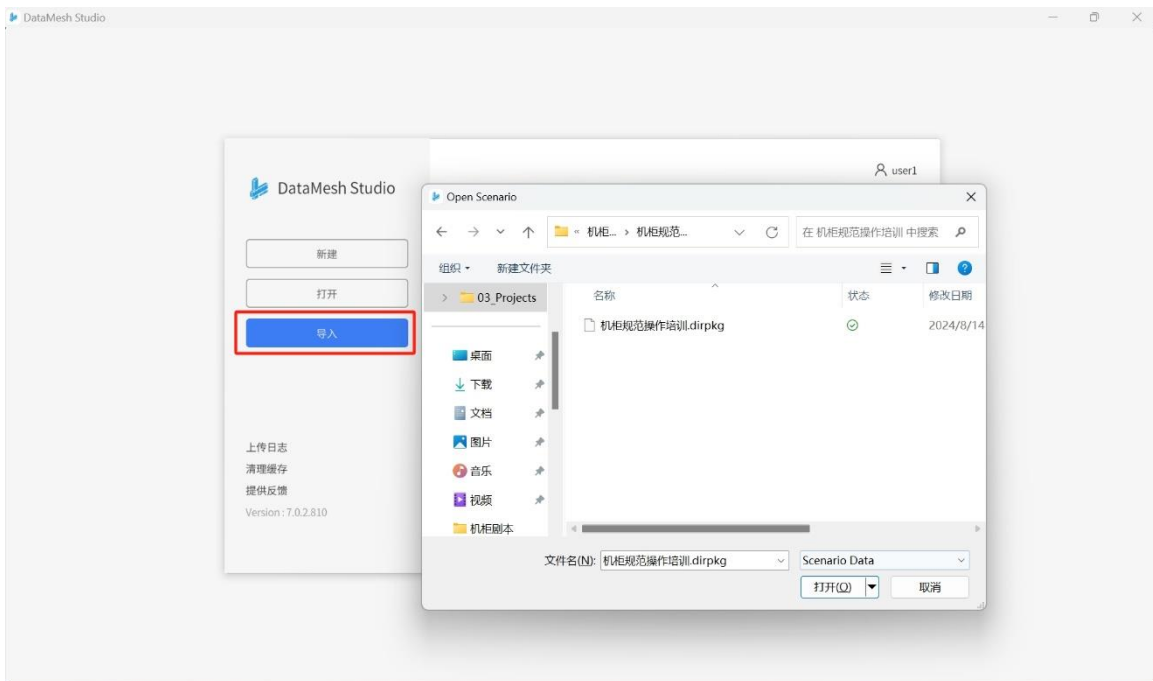 DataMesh Studio
user1
DataMesh Studio
新建
打开
导入
上传日志
清理缓存
提供反馈
Version : 7.0.2.810
Open Scenario
« 机柜... › 机柜规范...
在 机柜规范操作培训 中搜索
组织
新建文件夹
03_Projects
名称
状态
修改日期
机柜规范操作培训.dirpkg
2024/8/14
桌面
下载
文档
图片
音乐
视频
机柜剧本
文件名(N):
机柜规范操作培训.dirpkg
Scenario Data
打开(O)
取消